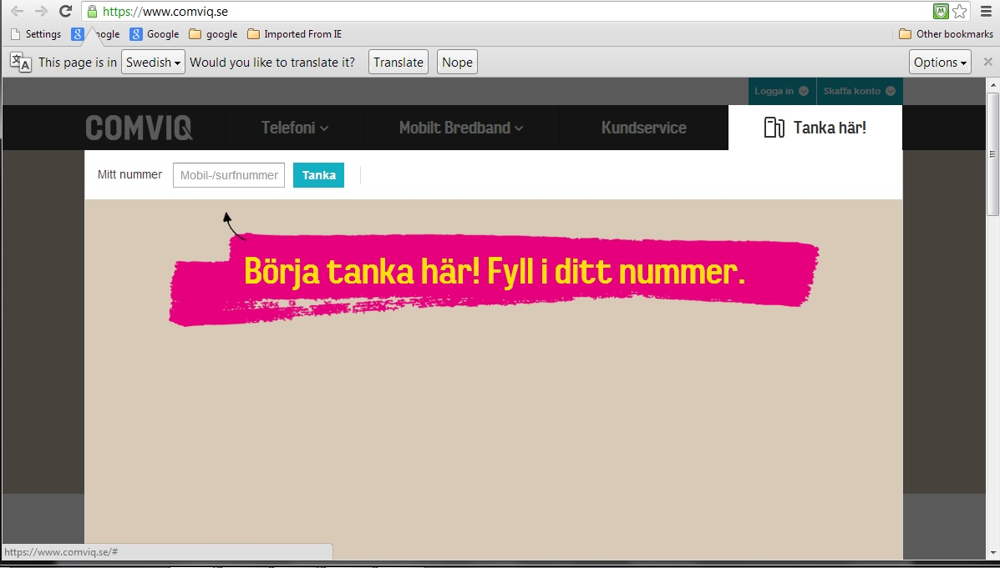 https://www.comviq.se
Settings
Google
google
Imported From IE
Other bookmarks
This page is in Swedish Would you like to translate it? Translate Nope Options
Logga in Skaffa konto
COMVIQ Telefoni Mobilt Bredband Kundservice Tanka här!
Mitt nummer Mobil-/surfnummer Tanka
Börja tanka här! Fyll i ditt nummer.
https://www.comviq.se/#